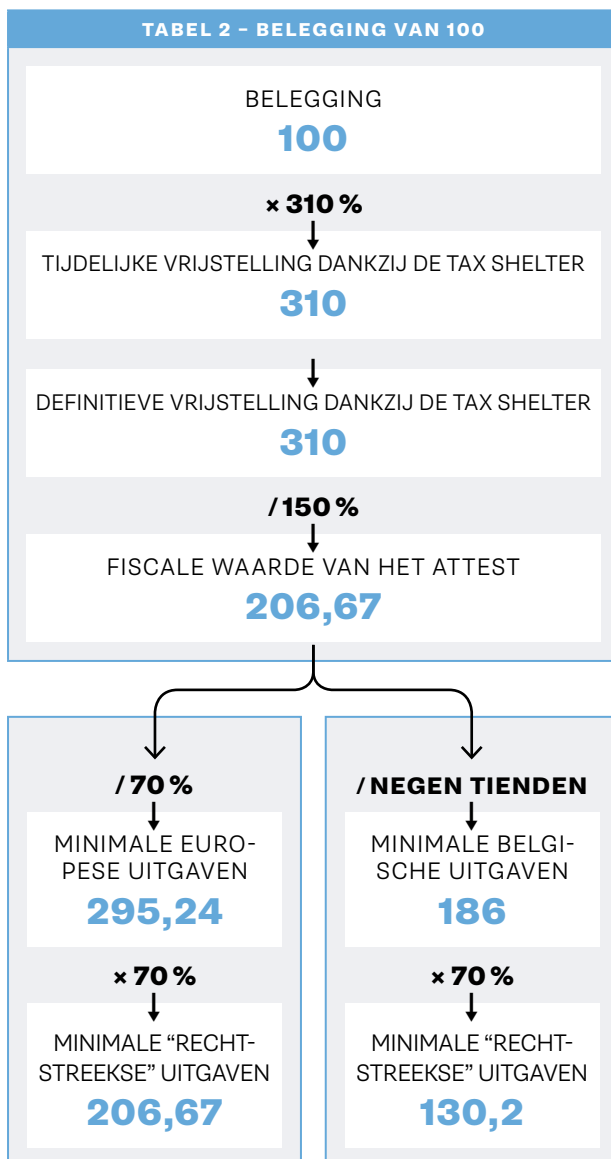 TABEL 2 – BELEGGING VAN 100
BELEGGING
100
× 310 %
TIJDELIJKE VRIJSTELLING DANKZIJ DE TAX SHELTER
310
DEFINITIEVE VRIJSTELLING DANKZIJ DE TAX SHELTER
310
/ 150 %
FISCALE WAARDE VAN HET ATTEST
206,67
/ 70 %
MINIMALE EURO-
PESE UITGAVEN
295,24
× 70 %
MINIMALE “RECHT-
STREEKSE” UITGAVEN
206,67
/ NEGEN TIENDEN
MINIMALE BELGI-
SCHE UITGAVEN
186
× 70 %
MINIMALE “RECHT-
STREEKSE” UITGAVEN
130,2